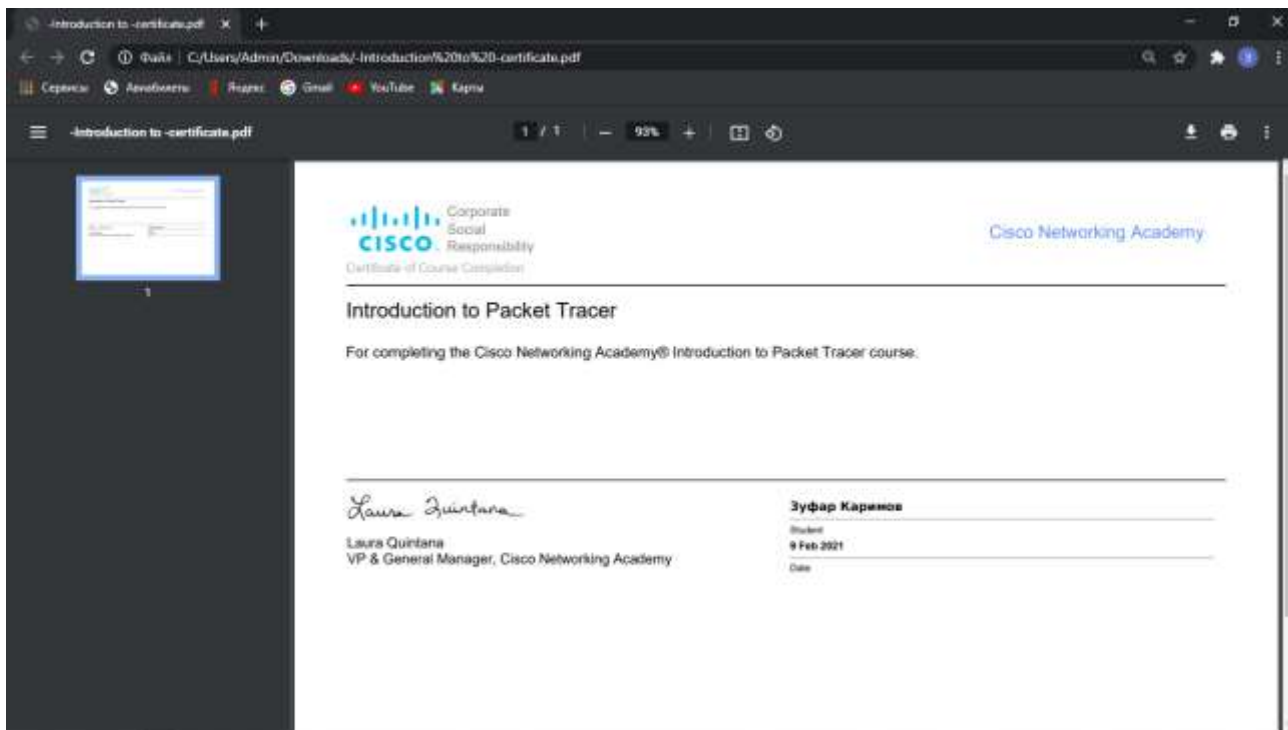 -Introduction to -certificate.pdf
Файл | C:/Users/Admin/Downloads/-Introduction%20to%20-certificate.pdf
Сервисы Авиабилеты Яндекс Gmail YouTube Карты
-Introduction to -certificate.pdf 1 / 1 — 93% +
1
Corporate
Social
Responsibility
CISCO
Cisco Networking Academy
Certificate of Course Completion
Introduction to Packet Tracer
For completing the Cisco Networking Academy® Introduction to Packet Tracer course.
Laura Quintana
Laura Quintana
VP & General Manager, Cisco Networking Academy
Зуфар Каримов
Student
9 Feb 2021
Date